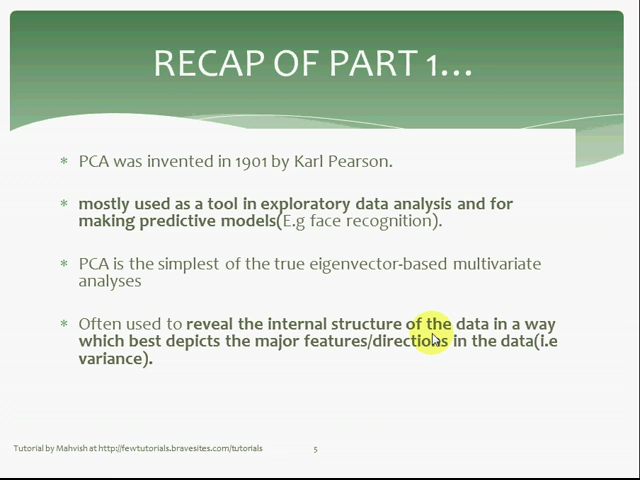 RECAP OF PART 1...
* PCA was invented in 1901 by Karl Pearson.
* mostly used as a tool in exploratory data analysis and for
making predictive models(E.g face recognition).
* PCA is the simplest of the true eigenvector-based multivariate
analyses
* Often used to reveal the internal structure of the data in a way
which best depicts the major features/directions in the data(i.e
variance).
Tutorial by Mahvish at http://fewtutorials.bravesites.com/tutorials 5